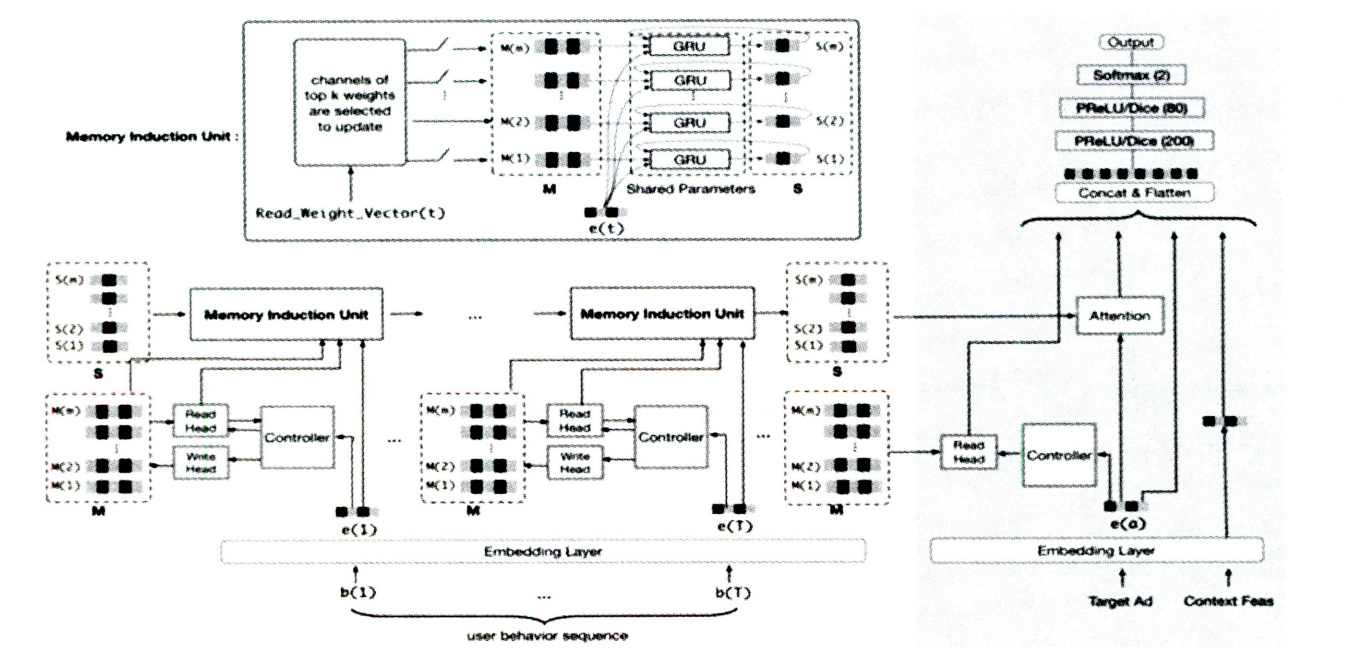 Memory Induction Unit :
channels of
top k weights
are selected
to update
Read_Weight_Vector(t)
M(m)
M(2)
M(1)
M
GRU
GRU
GRU
GRU
Shared Parameters
e(t)
S(m)
S(2)
S(1)
S
S(m)
S(2)
S(1)
S
Memory Induction Unit
...
Memory Induction Unit
S(m)
S(2)
S(1)
S
M(m)
M(2)
M(1)
M
Read
Head
Write
Head
Controller
...
M(m)
M(2)
M(1)
M
Read
Head
Write
Head
Controller
...
M(m)
M(2)
M(1)
M
e(1)
e(T)
Embedding Layer
b(1)
...
b(T)
user behavior sequence
Output
Softmax (2)
PReLU/Dice (80)
PReLU/Dice (200)
Concat & Flatten
Attention
Read
Head
Controller
e(a)
Embedding Layer
Target Ad
Context Feas